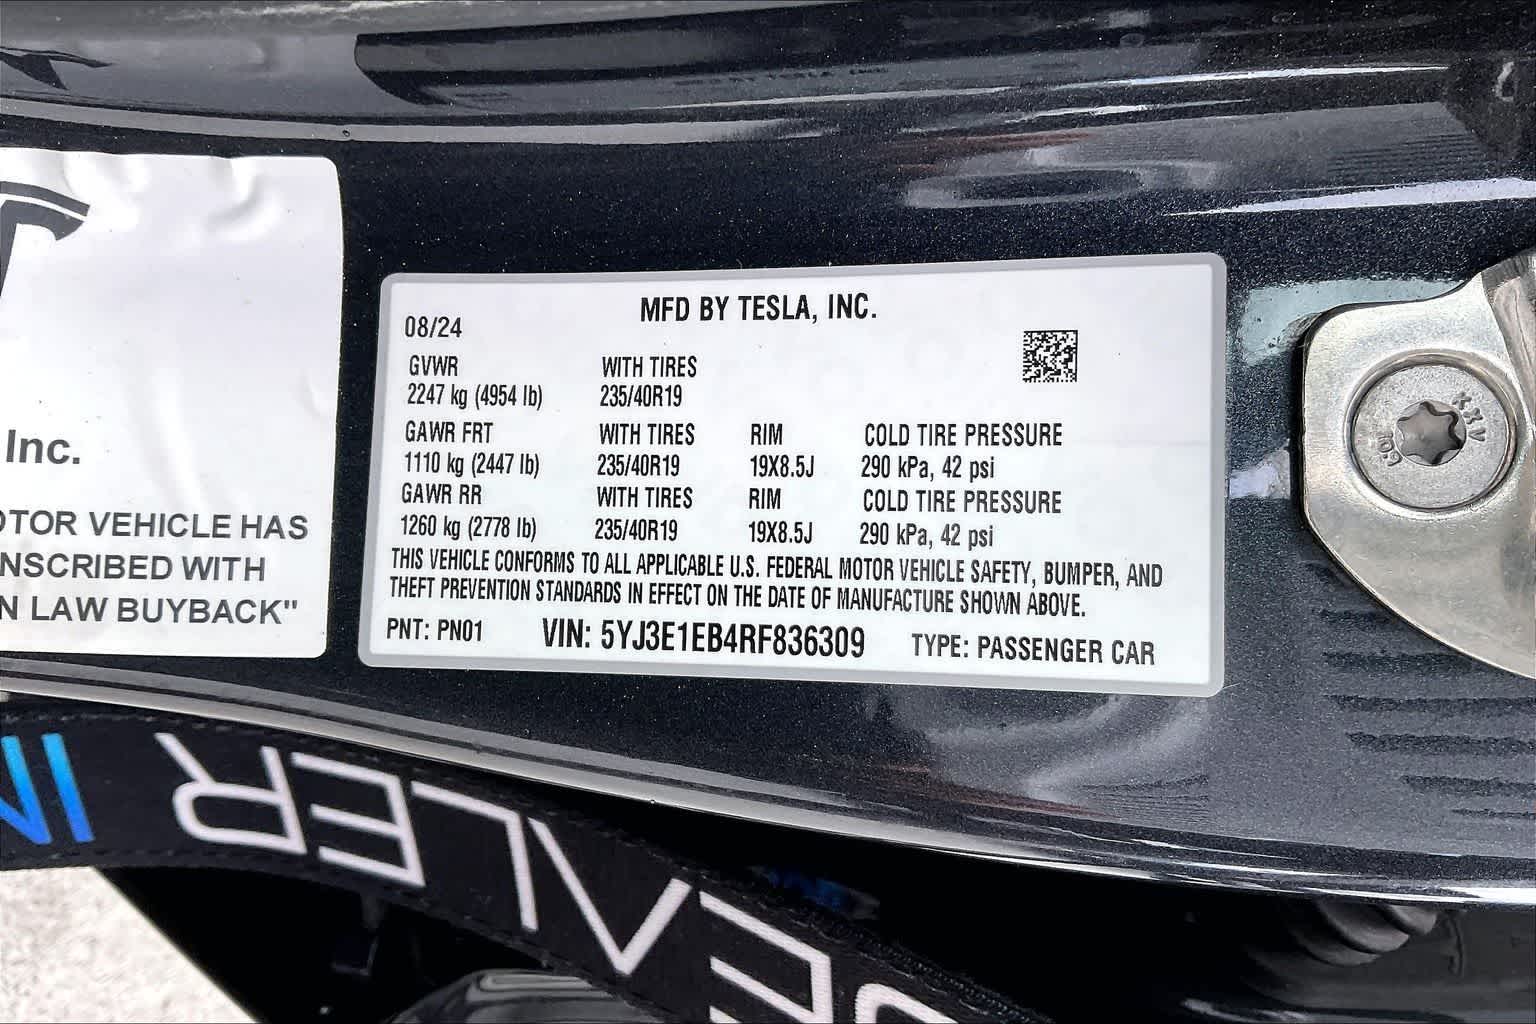 Inc.
OTOR VEHICLE HAS
NSCRIBED WITH
N LAW BUYBACK"
MFD BY TESLA, INC.
08/24
GVWR WITH TIRES
2247 kg (4954 lb) 235/40R19
GAWR FRT WITH TIRES RIM COLD TIRE PRESSURE
1110 kg (2447 lb) 235/40R19 19X8.5J 290 kPa, 42 psi
GAWR RR WITH TIRES RIM COLD TIRE PRESSURE
1260 kg (2778 lb) 235/40R19 19X8.5J 290 kPa, 42 psi
THIS VEHICLE CONFORMS TO ALL APPLICABLE U.S. FEDERAL MOTOR VEHICLE SAFETY, BUMPER, AND
THEFT PREVENTION STANDARDS IN EFFECT ON THE DATE OF MANUFACTURE SHOWN ABOVE.
PNT: PN01 VIN: 5YJ3E1EB4RF836309 TYPE: PASSENGER CAR
DEALER